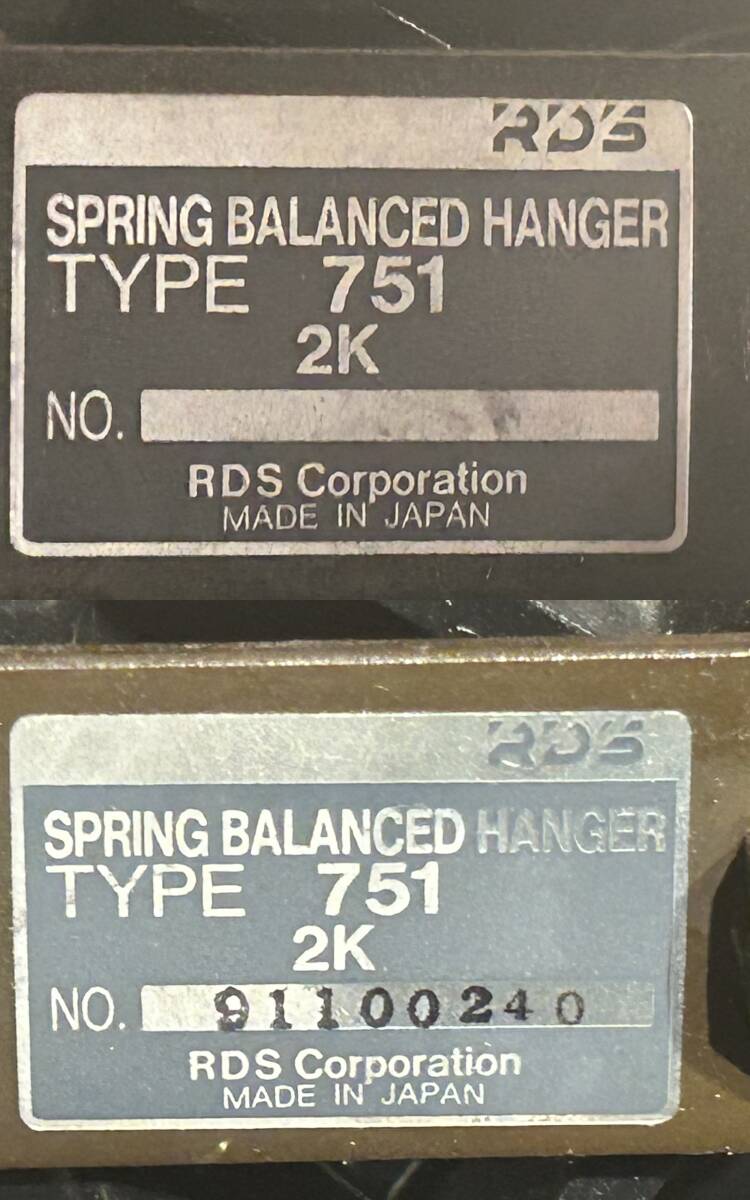 RDS
SPRING BALANCED HANGER
TYPE 751
2K
NO.
RDS Corporation
MADE IN JAPAN
RDS
SPRING BALANCED HANGER
TYPE 751
2K
NO. 91100240
RDS Corporation
MADE IN JAPAN